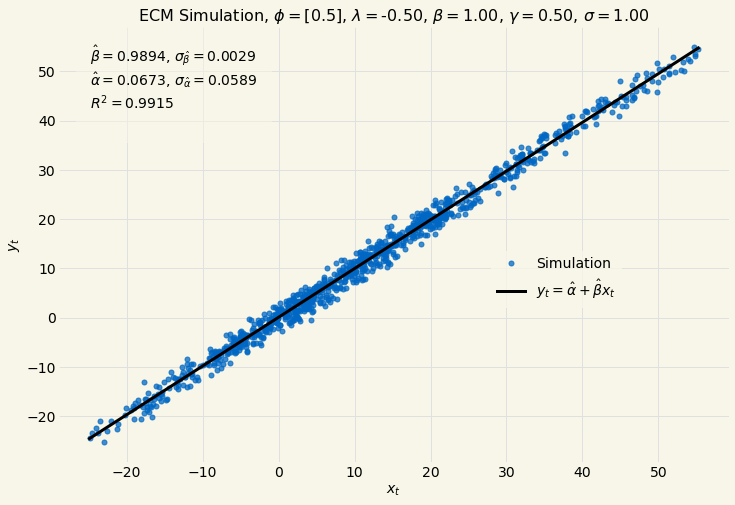 ECM Simulation, ϕ = [0.5], λ = -0.50, β = 1.00, γ = 0.50, σ = 1.00
β̂ = 0.9894, σ_β̂ = 0.0029
α̂ = 0.0673, σ_α̂ = 0.0589
R² = 0.9915
50
40
30
20
10
0
−10
−20
y_t
Simulation
y_t = α̂ + β̂x_t
−20 −10 0 10 20 30 40 50
x_t